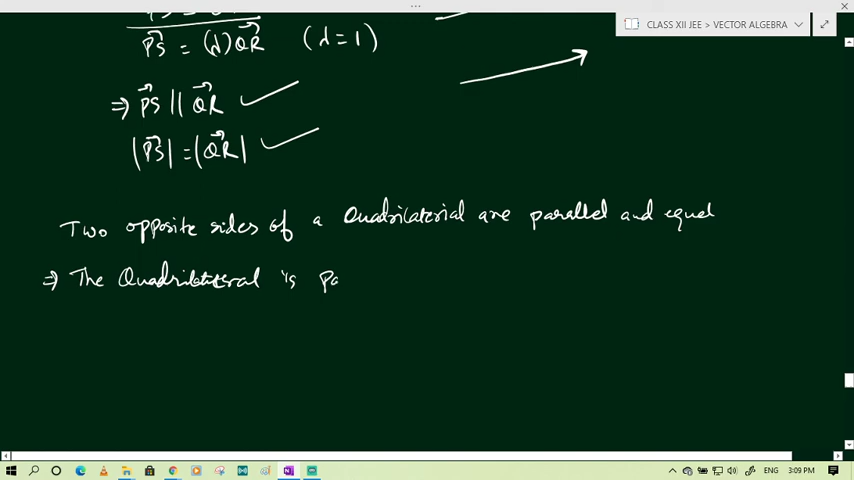 CLASS XII JEE > VECTOR ALGEBRA
PS = (λ) QR (λ = 1)
⇒ PS || QR
|PS| = |QR|
Two opposite sides of a Quadrilaterial are parallel and equal
⇒ The Quadrilateral is pa
ENG 3:09 PM